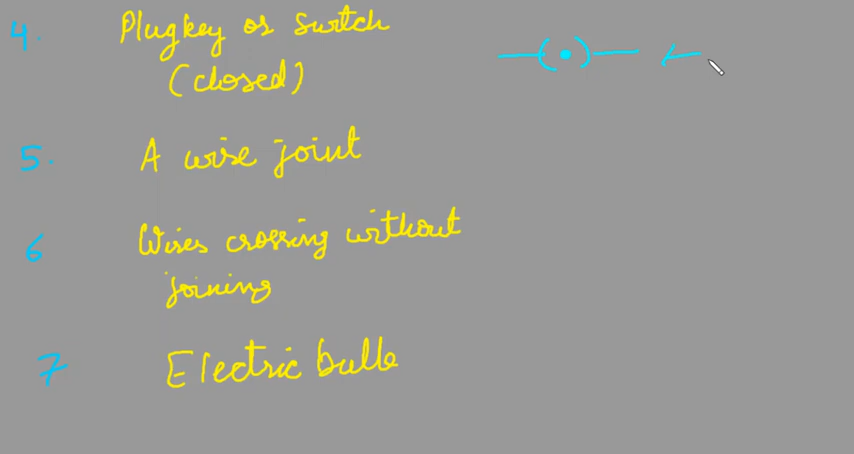 4. Plugkey or switch
(closed)
5. A wire joint
6 Wires crossing without
joining
7 Electric bulb